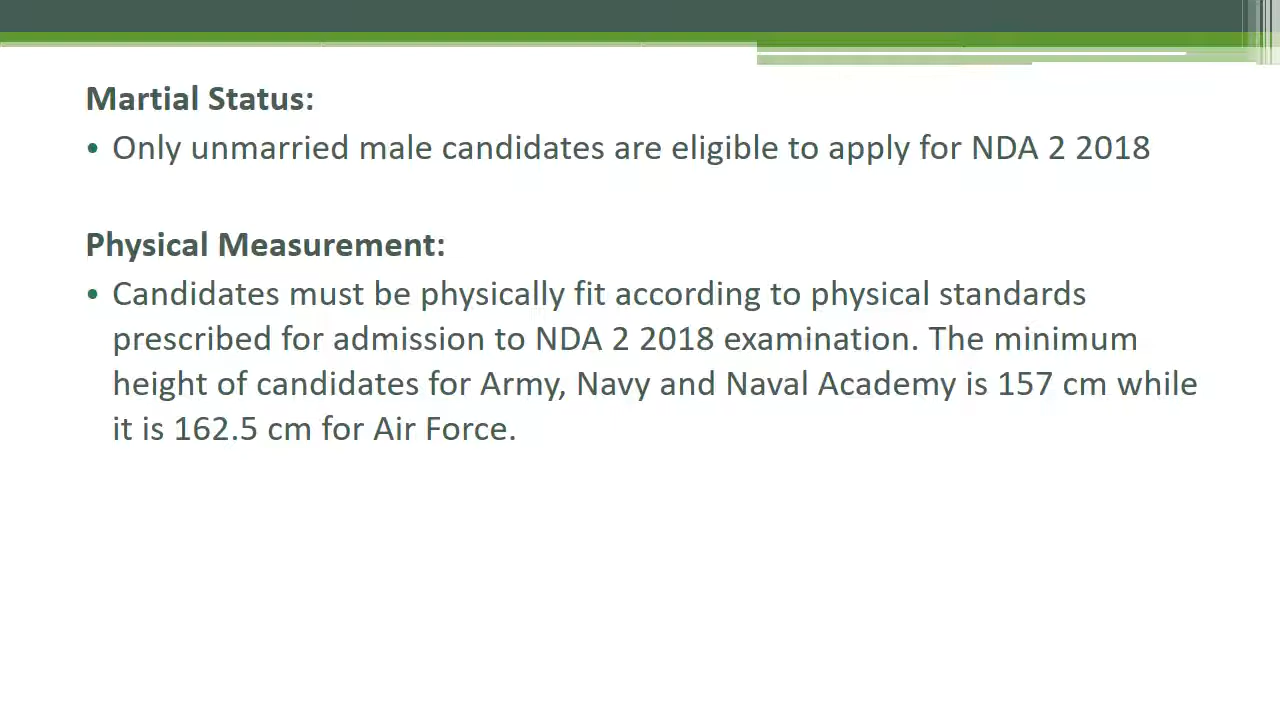 Martial Status:
• Only unmarried male candidates are eligible to apply for NDA 2 2018
Physical Measurement:
• Candidates must be physically fit according to physical standards
prescribed for admission to NDA 2 2018 examination. The minimum
height of candidates for Army, Navy and Naval Academy is 157 cm while
it is 162.5 cm for Air Force.